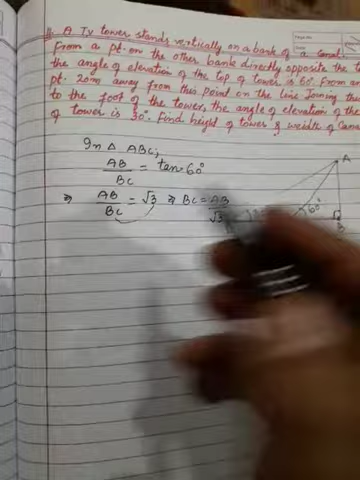 A TV tower stands vertically on a bank of a canal.
From a pt. on the other bank directly opposite the t
the angle of elevation of the top of tower is 60°. From an
pt. 20m away from this point on the line Joining the
to the foot of the tower, the angle of elevation of the
of tower is 30°. Find height of tower & weidth of Cana
In Δ ABC,
AB/BC = tan 60°
⇒ AB/BC = √3 ⇒ BC = AB/√3
A
60°
B